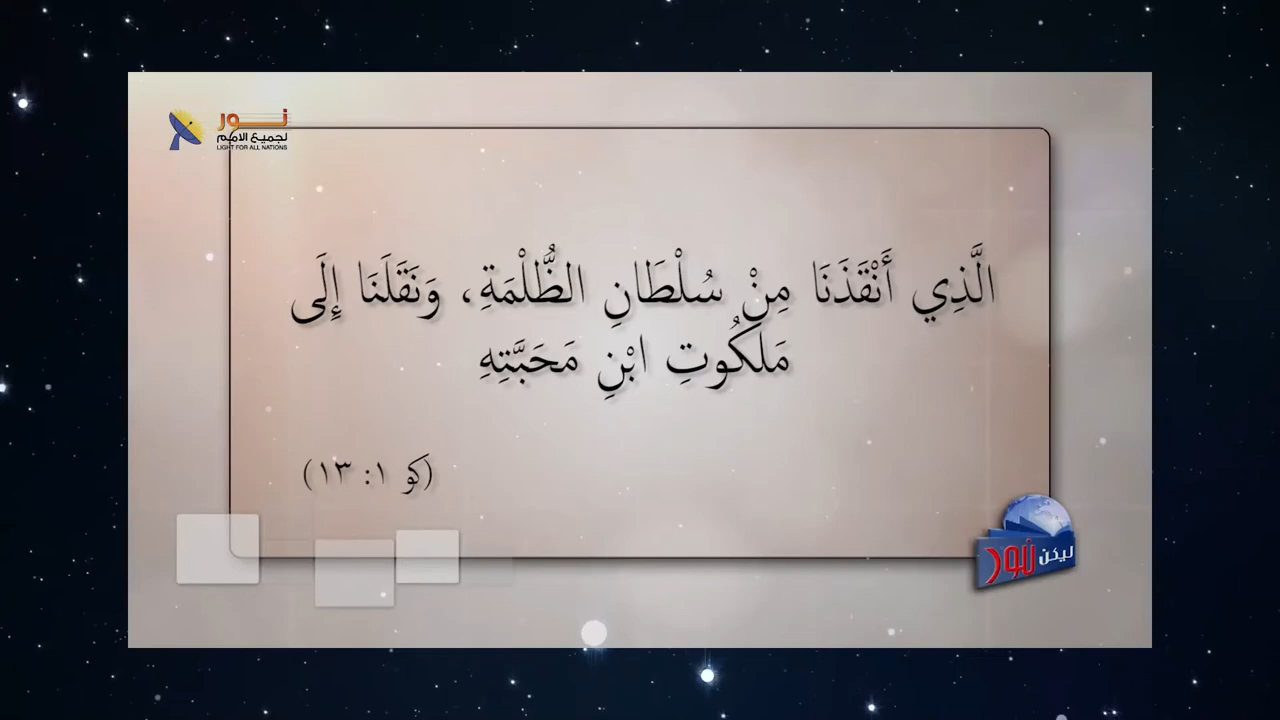 نور
لجميع الامم
LIGHT FOR ALL NATIONS
الَّذِي أَنْقَذَنَا مِنْ سُلْطَانِ الظُّلْمَةِ، وَنَقَلَنَا إِلَى
مَلَكُوتِ ابْنِ مَحَبَّتِهِ
(كو ١: ١٣)
ليكن نور